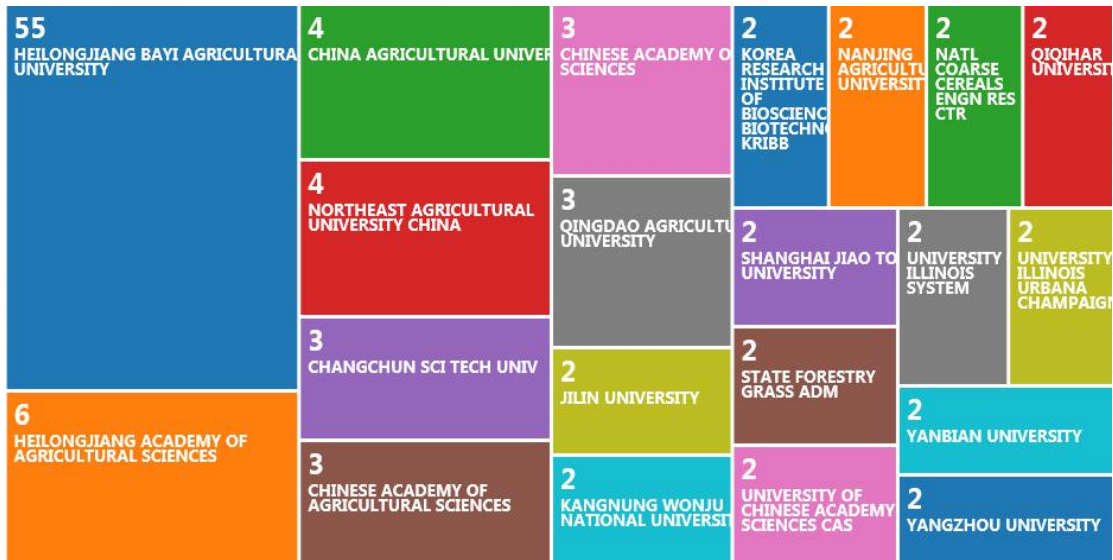 55
HEILONGJIANG BAYI AGRICULTURA
UNIVERSITY
6
HEILONGJIANG ACADEMY OF
AGRICULTURAL SCIENCES
4
CHINA AGRICULTURAL UNIVER
4
NORTHEAST AGRICULTURAL
UNIVERSITY CHINA
3
CHANGCHUN SCI TECH UNIV
3
CHINESE ACADEMY OF
AGRICULTURAL SCIENCES
3
CHINESE ACADEMY O
SCIENCES
3
QINGDAO AGRICULTU
UNIVERSITY
2
JILIN UNIVERSITY
2
KANGNUNG WONJU
NATIONAL UNIVERSIT
2
KOREA
RESEARCH
INSTITUTE
OF
BIOSCIENC
BIOTECHNO
KRIBB
2
NANJING
AGRICULTU
UNIVERSIT
2
NATL
COARSE
CEREALS
ENGN RES
CTR
2
QIQIHAR
UNIVERSIT
2
SHANGHAI JIAO TO
UNIVERSITY
2
STATE FORESTRY
GRASS ADM
2
UNIVERSITY OF
CHINESE ACADEMY
SCIENCES CAS
2
UNIVERSITY
ILLINOIS
SYSTEM
2
UNIVERSITY
ILLINOIS
URBANA
CHAMPAIGN
2
YANBIAN UNIVERSITY
2
YANGZHOU UNIVERSITY